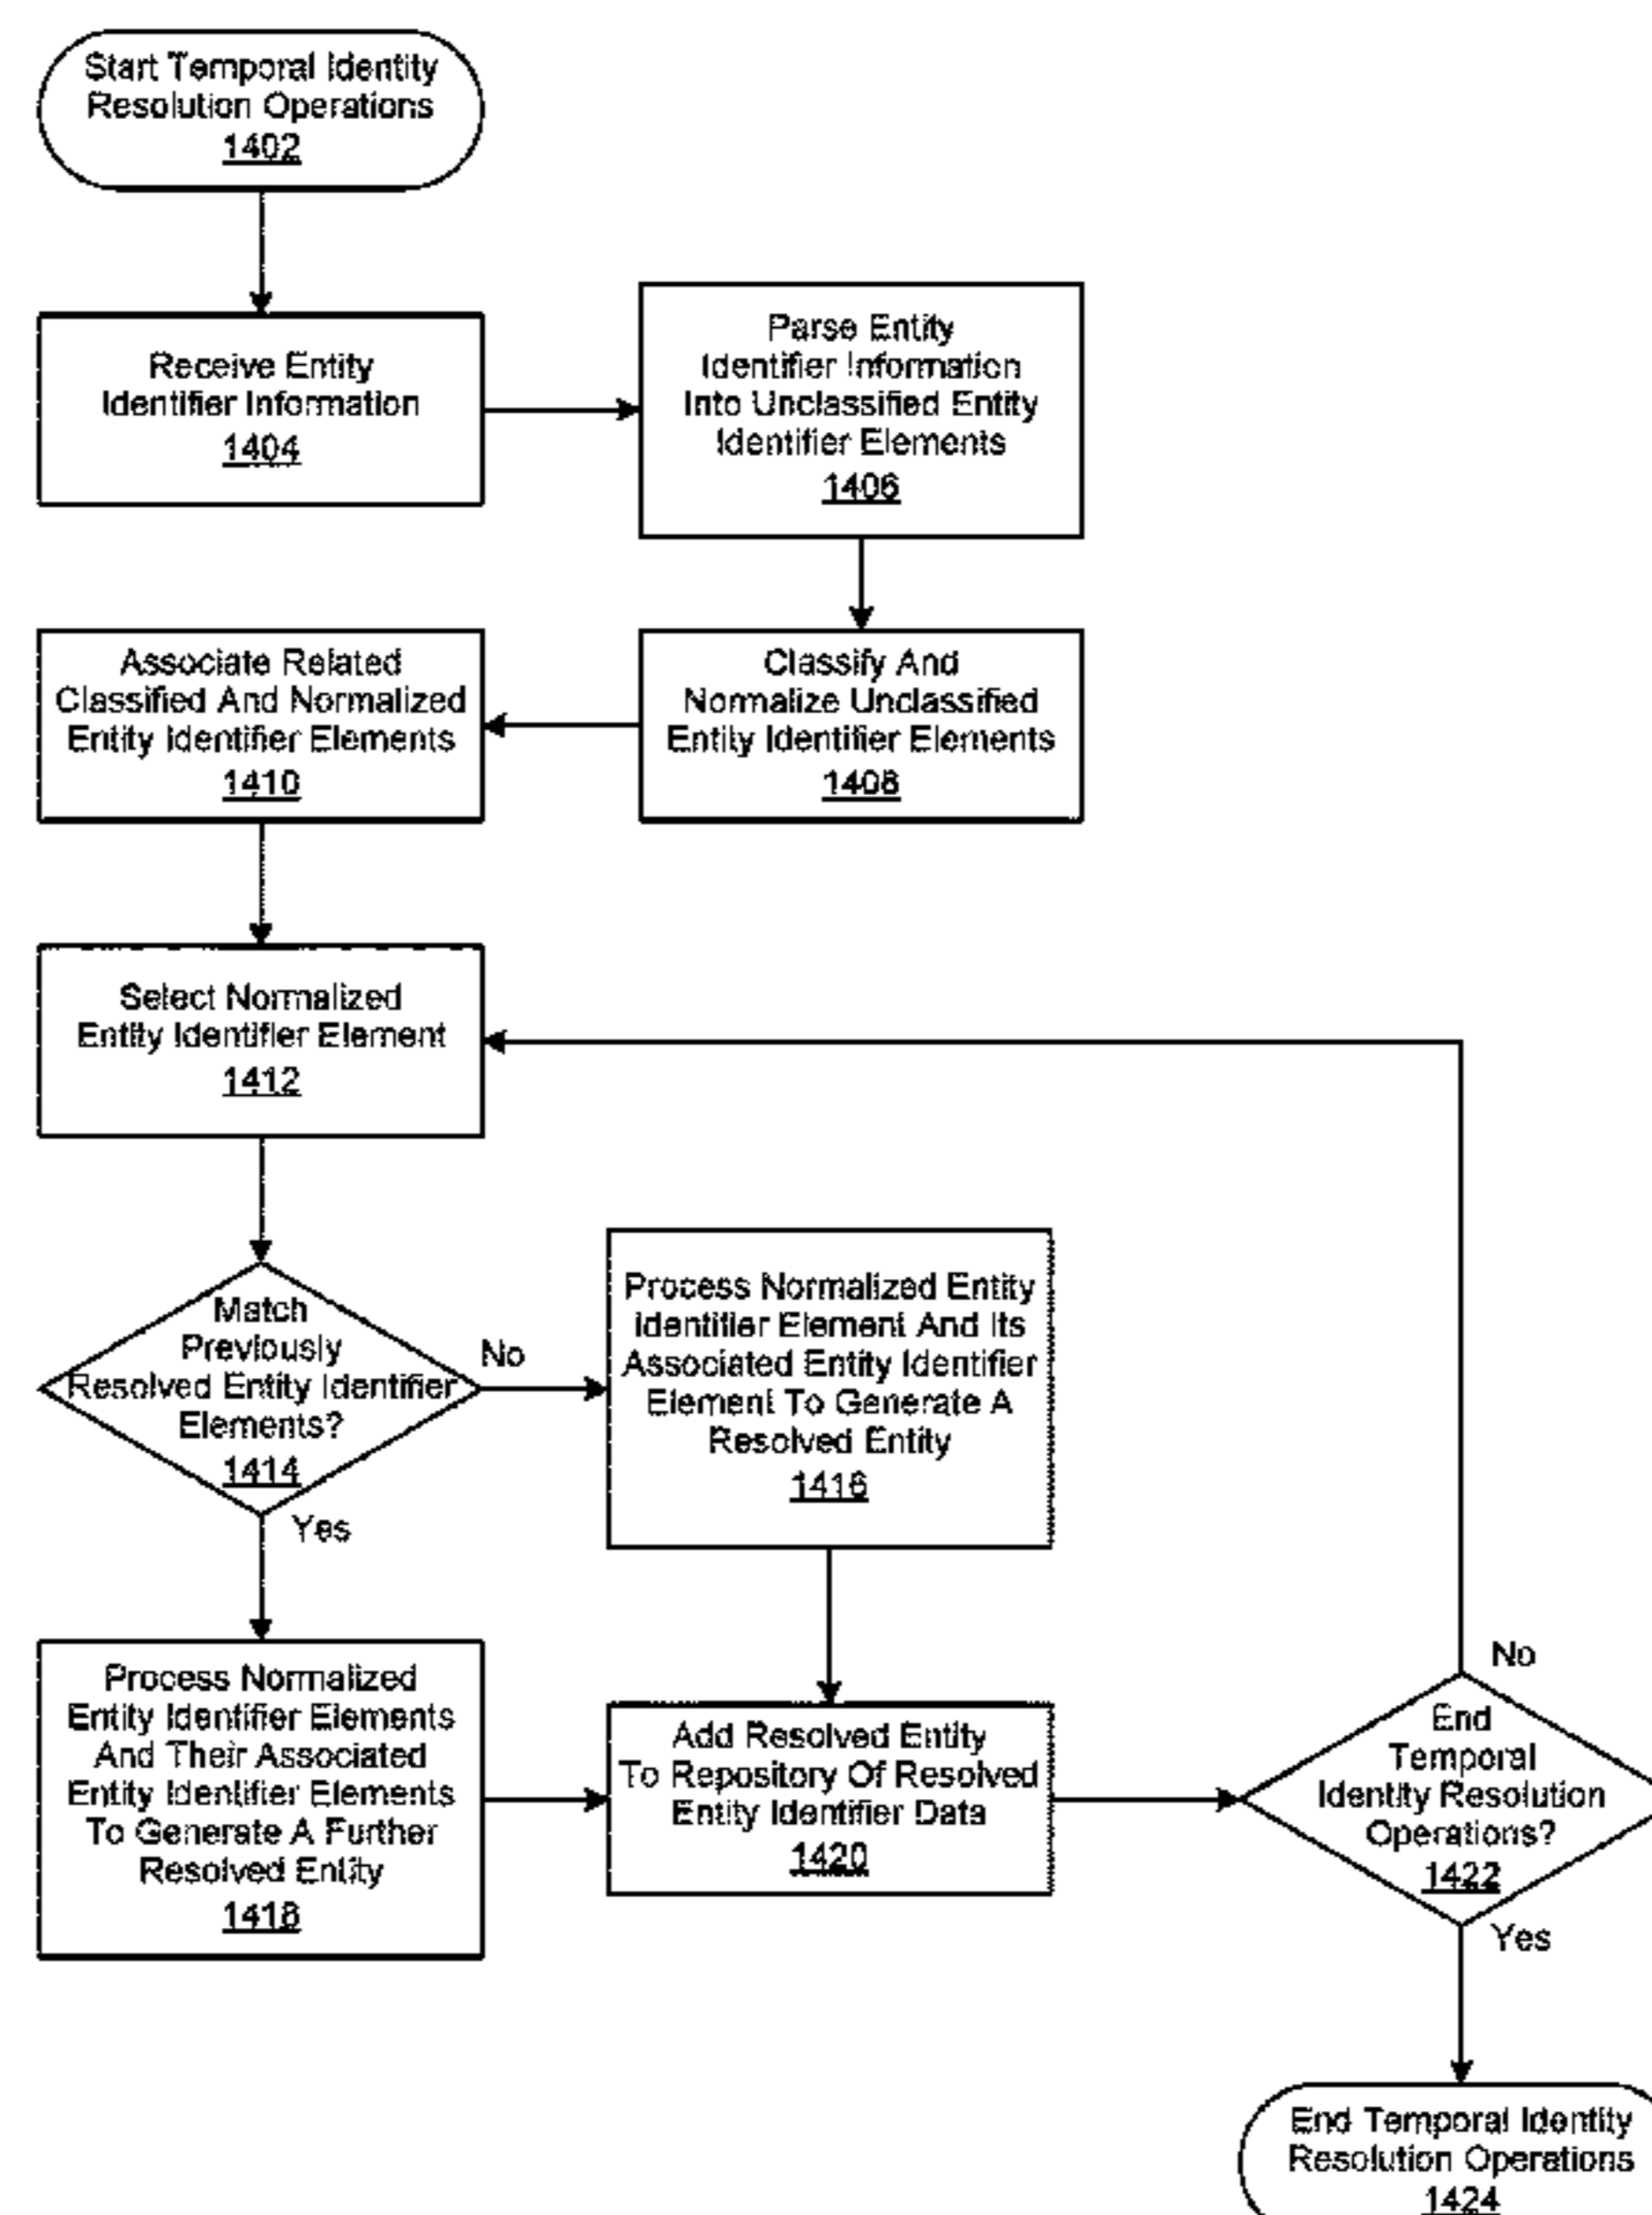 Start Temporal Identity
Resolution Operations
1402
Receive Entity
Identifier Information
1404
Parse Entity
Identifier Information
Into Unclassified Entity
Identifier Elements
1406
Classify And
Normalize Unclassified
Entity Identifier Elements
1408
Associate Related
Classified And Normalized
Entity Identifier Elements
1410
Select Normalized
Entity Identifier Element
1412
Match
Previously
Resolved Entity Identifier
Elements?
1414
No
Yes
Process Normalized Entity
Identifier Element And Its
Associated Entity Identifier
Element To Generate A
Resolved Entity
1416
Process Normalized
Entity Identifier Elements
And Their Associated
Entity Identifier Elements
To Generate A Further
Resolved Entity
1418
Add Resolved Entity
To Repository Of Resolved
Entity Identifier Data
1420
No
End
Temporal
Identity Resolution
Operations?
1422
Yes
End Temporal Identity
Resolution Operations
1424